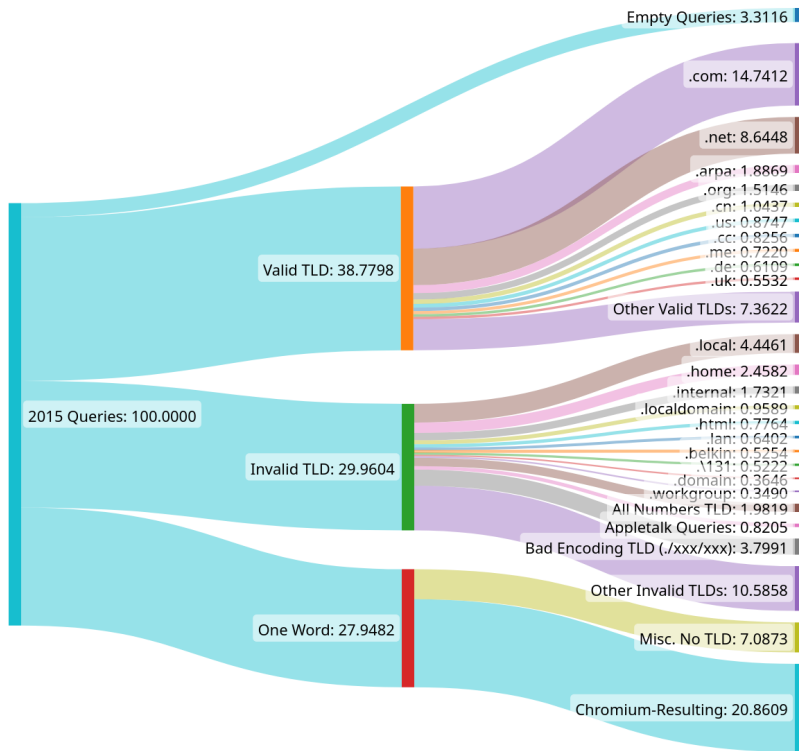 Empty Queries: 3.3116
.com: 14.7412
.net: 8.6448
.arpa: 1.8869
.org: 1.5146
.cn: 1.0437
.us: 0.8747
.cc: 0.8256
.me: 0.7220
.de: 0.6109
.uk: 0.5532
Valid TLD: 38.7798
Other Valid TLDs: 7.3622
.local: 4.4461
.home: 2.4582
.internal: 1.7321
.localdomain: 0.9589
2015 Queries: 100.0000
.html: 0.7764
.lan: 0.6402
.belkin: 0.5254
.\131: 0.5222
Invalid TLD: 29.9604
.domain: 0.3646
.workgroup: 0.3490
All Numbers TLD: 1.9819
Appletalk Queries: 0.8205
Bad Encoding TLD (./xxx/xxx): 3.7991
Other Invalid TLDs: 10.5858
One Word: 27.9482
Misc. No TLD: 7.0873
Chromium-Resulting: 20.8609